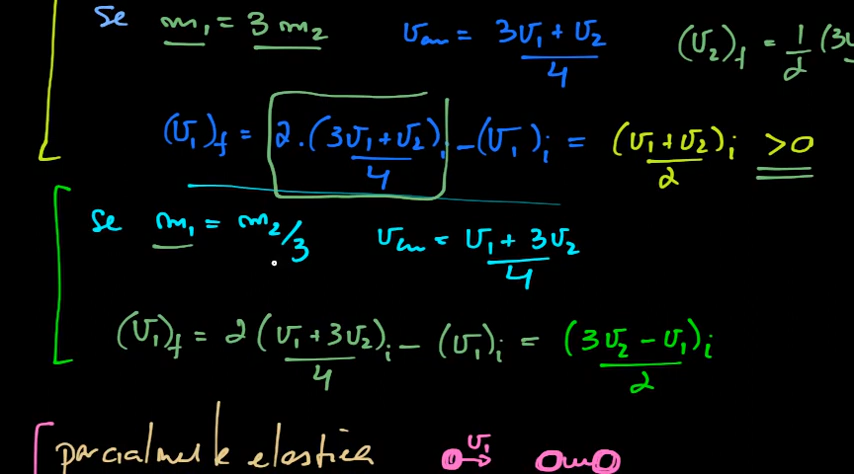 Se m₁ = 3 m₂ v_cm = (3v₁ + v₂)/4 (v₂)_f = 1/2 (3v
(v₁)_f = 2·(3v₁+v₂)_i/4 − (v₁)_i = (v₁+v₂)_i/2 >0
Se m₁ = m₂/3 v_cm = (v₁ + 3v₂)/4
(v₁)_f = 2 (v₁+3v₂)_i/4 − (v₁)_i = (3v₂ − v₁)_i/2
v₁